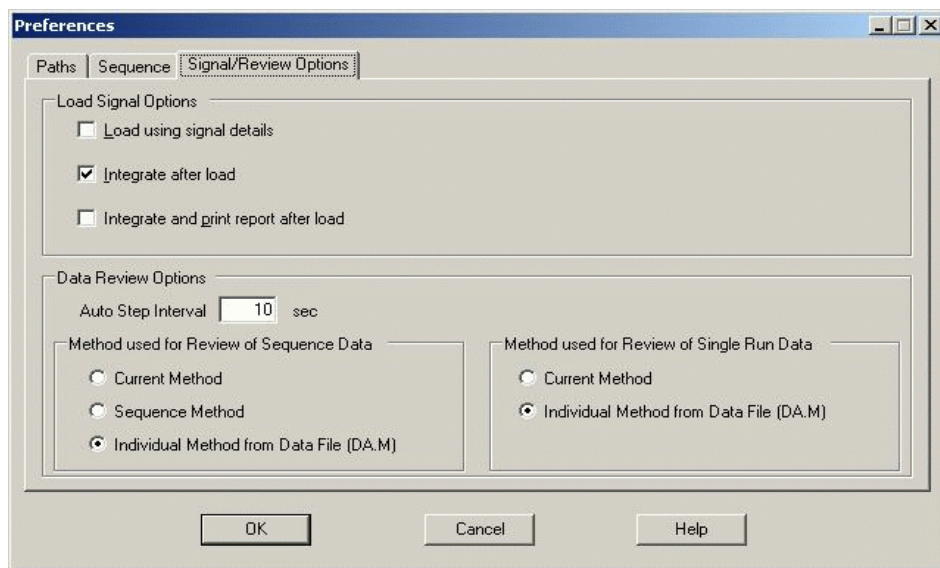 Preferences
Paths Sequence Signal/Review Options
Load Signal Options
Load using signal details
Integrate after load
Integrate and print report after load
Data Review Options
Auto Step Interval 10 sec
Method used for Review of Sequence Data
Current Method
Sequence Method
Individual Method from Data File (DA.M)
Method used for Review of Single Run Data
Current Method
Individual Method from Data File (DA.M)
OK Cancel Help